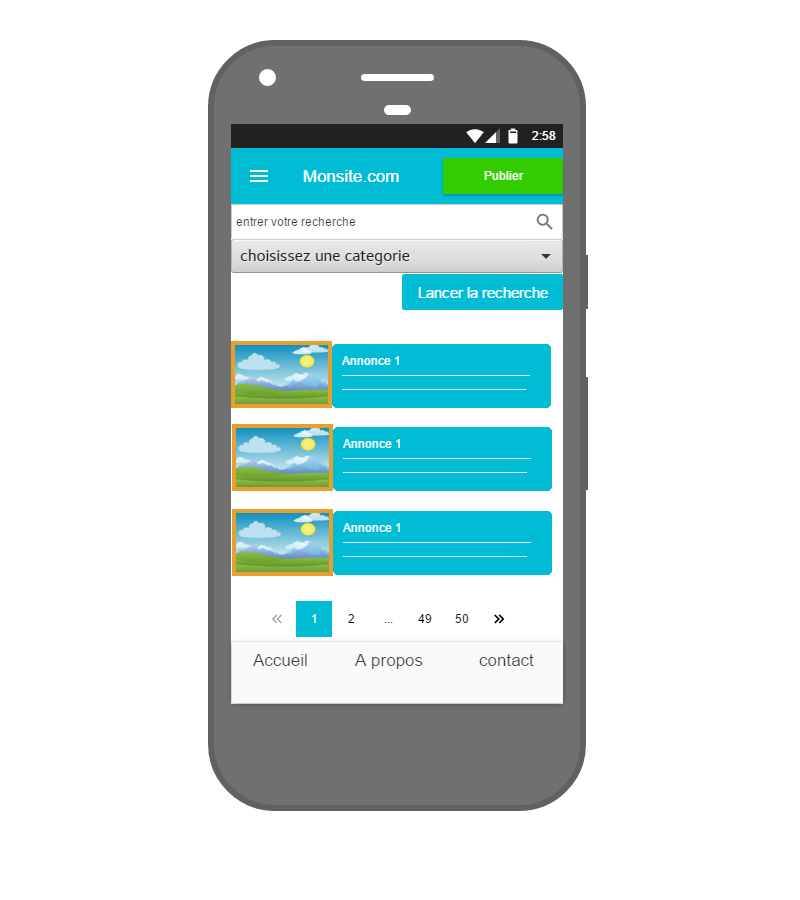 2:58
Monsite.com
Publier
entrer votre recherche
choisissez une categorie
Lancer la recherche
Annonce 1
Annonce 1
Annonce 1
« 1 2 ... 49 50 »
Accueil A propos contact